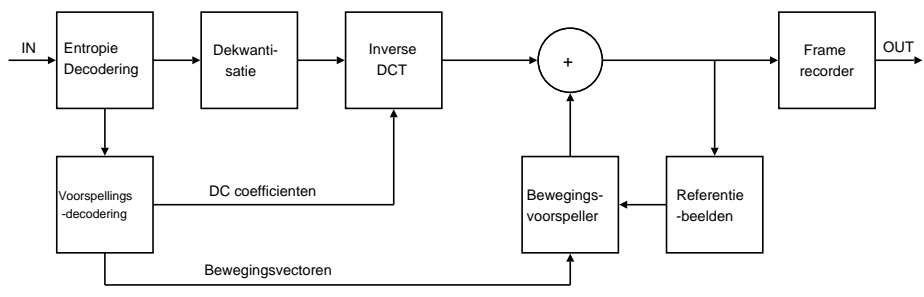 IN
Entropie
Decodering
Dekwanti-
satie
Inverse
DCT
+
Frame
recorder
OUT
Voorspellings
-decodering
DC coefficienten
Bewegings-
voorspeller
Referentie
-beelden
Bewegingsvectoren